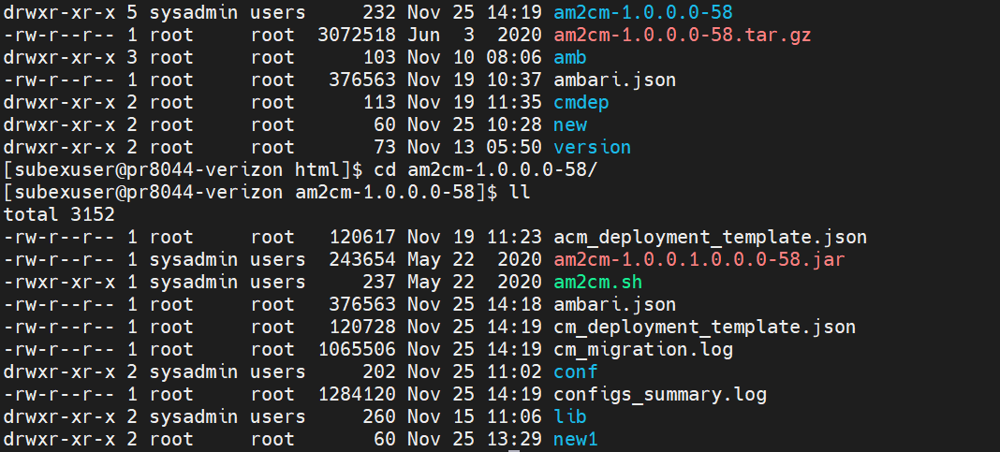 drwxr-xr-x 5 sysadmin users     232 Nov 25 14:19 am2cm-1.0.0.0-58
-rw-r--r-- 1 root     root  3072518 Jun  3  2020 am2cm-1.0.0.0-58.tar.gz
drwxr-xr-x 3 root     root      103 Nov 10 08:06 amb
-rw-r--r-- 1 root     root   376563 Nov 19 10:37 ambari.json
drwxr-xr-x 2 root     root      113 Nov 19 11:35 cmdep
drwxr-xr-x 2 root     root       60 Nov 25 10:28 new
drwxr-xr-x 2 root     root       73 Nov 13 05:50 version
[subexuser@pr8044-verizon html]$ cd am2cm-1.0.0.0-58/
[subexuser@pr8044-verizon am2cm-1.0.0.0-58]$ ll
total 3152
-rw-r--r-- 1 root     root   120617 Nov 19 11:23 acm_deployment_template.json
-rw-r--r-- 1 sysadmin users  243654 May 22  2020 am2cm-1.0.0.1.0.0.0-58.jar
-rwxr-xr-x 1 sysadmin users     237 May 22  2020 am2cm.sh
-rw-r--r-- 1 root     root   376563 Nov 25 14:18 ambari.json
-rw-r--r-- 1 root     root   120728 Nov 25 14:19 cm_deployment_template.json
-rw-r--r-- 1 root     root  1065506 Nov 25 14:19 cm_migration.log
drwxr-xr-x 2 sysadmin users     202 Nov 25 11:02 conf
-rw-r--r-- 1 root     root  1284120 Nov 25 14:19 configs_summary.log
drwxr-xr-x 2 sysadmin users     260 Nov 15 11:06 lib
drwxr-xr-x 2 root     root       60 Nov 25 13:29 new1